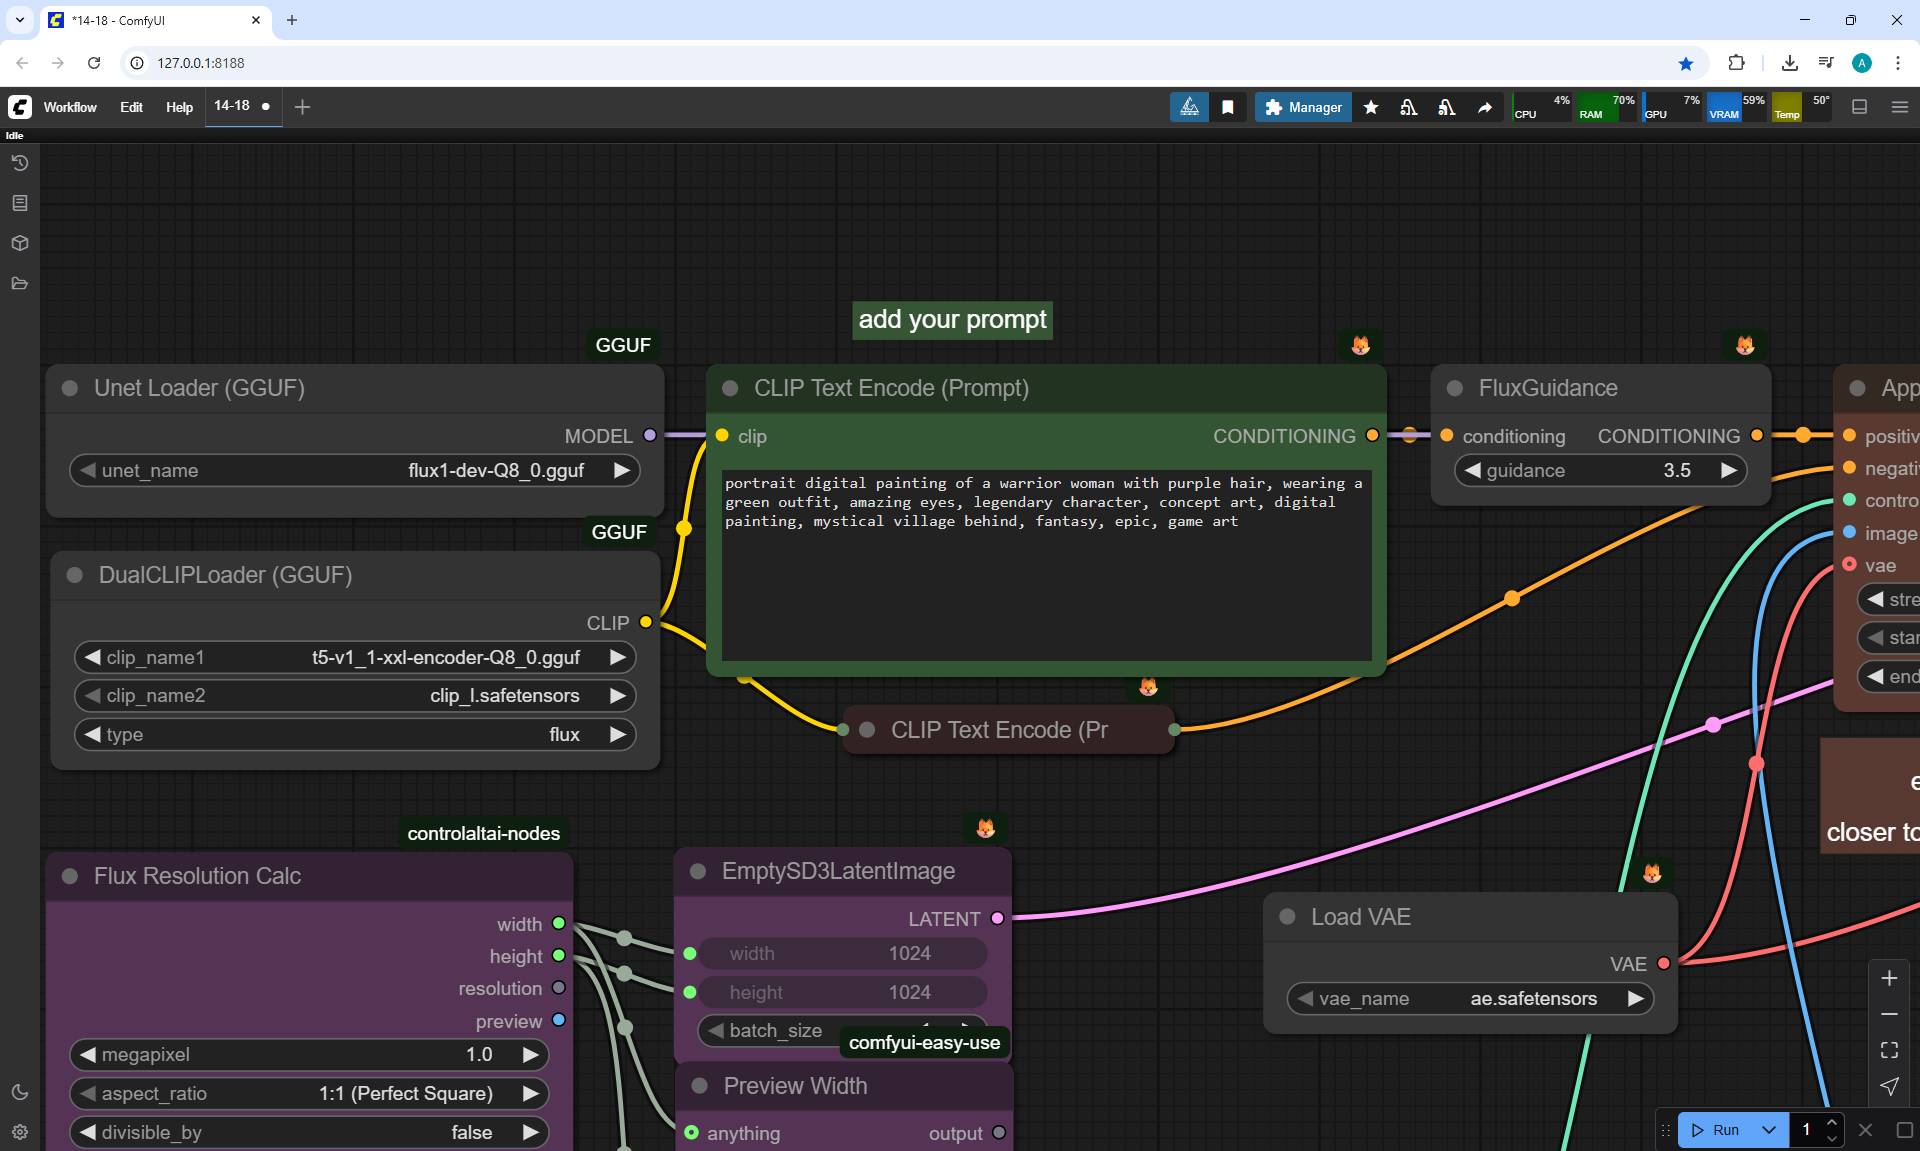 *14-18 - ComfyUI
127.0.0.1:8188
A
Workflow Edit Help 14-18
Manager
CPU 4% RAM 70% GPU 7% VRAM 59% Temp 50°
Idle
add your prompt
GGUF
Unet Loader (GGUF)
MODEL
unet_name flux1-dev-Q8_0.gguf
GGUF
DualCLIPLoader (GGUF)
CLIP
clip_name1 t5-v1_1-xxl-encoder-Q8_0.gguf
clip_name2 clip_l.safetensors
type flux
CLIP Text Encode (Prompt)
clip CONDITIONING
portrait digital painting of a warrior woman with purple hair, wearing a
green outfit, amazing eyes, legendary character, concept art, digital
painting, mystical village behind, fantasy, epic, game art
CLIP Text Encode (Pr
FluxGuidance
conditioning CONDITIONING
guidance 3.5
App
positiv
negati
contro
image
vae
stre
star
end
e
closer to
controlaltai-nodes
Flux Resolution Calc
width
height
resolution
preview
megapixel 1.0
aspect_ratio 1:1 (Perfect Square)
divisible_by false
EmptySD3LatentImage
LATENT
width 1024
height 1024
batch_size
comfyui-easy-use
Preview Width
anything output
Load VAE
VAE
vae_name ae.safetensors
Run 1